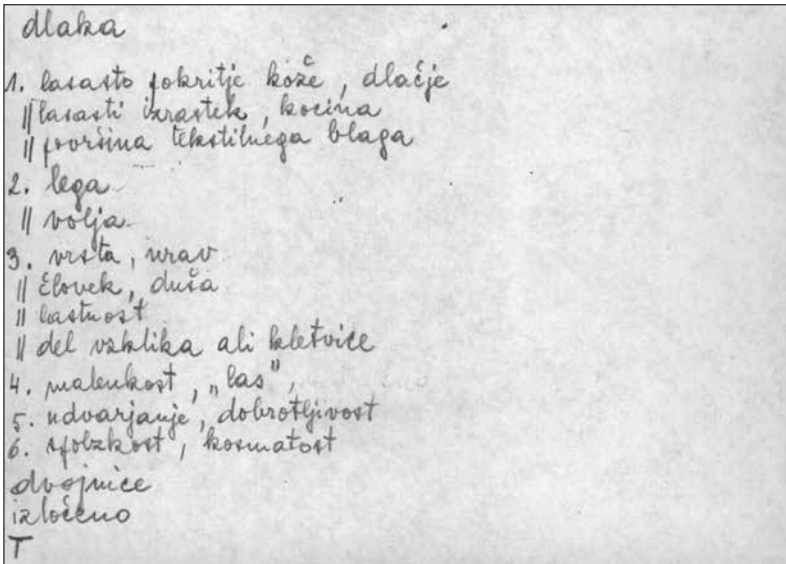 dlaka
1. lasasto pokritje kože, dlačje
|| lasasti izrastek, kocina
|| površina tekstilnega blaga
2. lega
|| volja
3. vrsta, nrav
|| človek, duša
|| lastnost
|| del vzklika ali kletvice
4. malenkost, „las”,
5. udvarjanje, dobrotljivost
6. spolzkost, kosmatost
dvojnice
izločeno
T